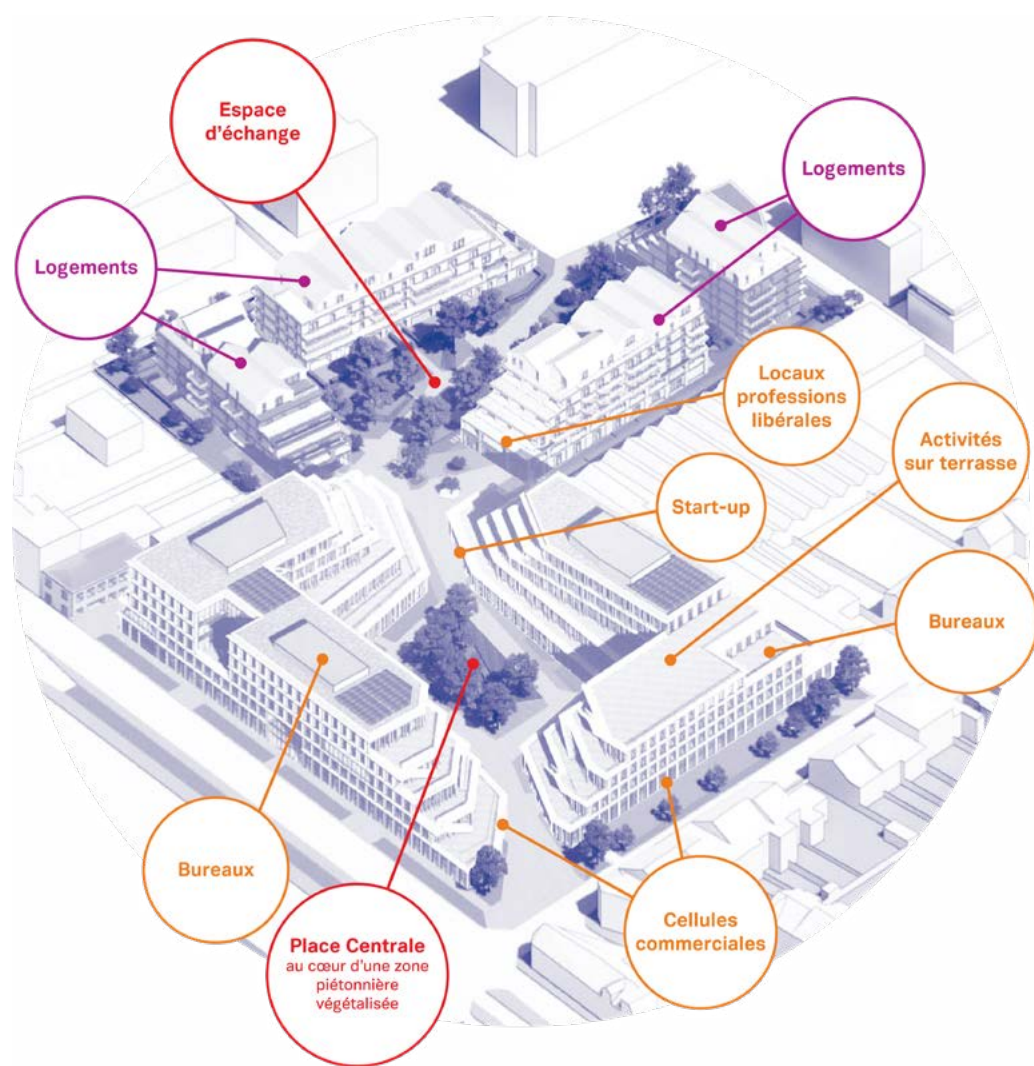 Espace
d'échange
Logements
Logements
Locaux
professions
libérales
Activités
sur terrasse
Start-up
Bureaux
Bureaux
Place Centrale
au cœur d'une zone
piétonnière
végétalisée
Cellules
commerciales